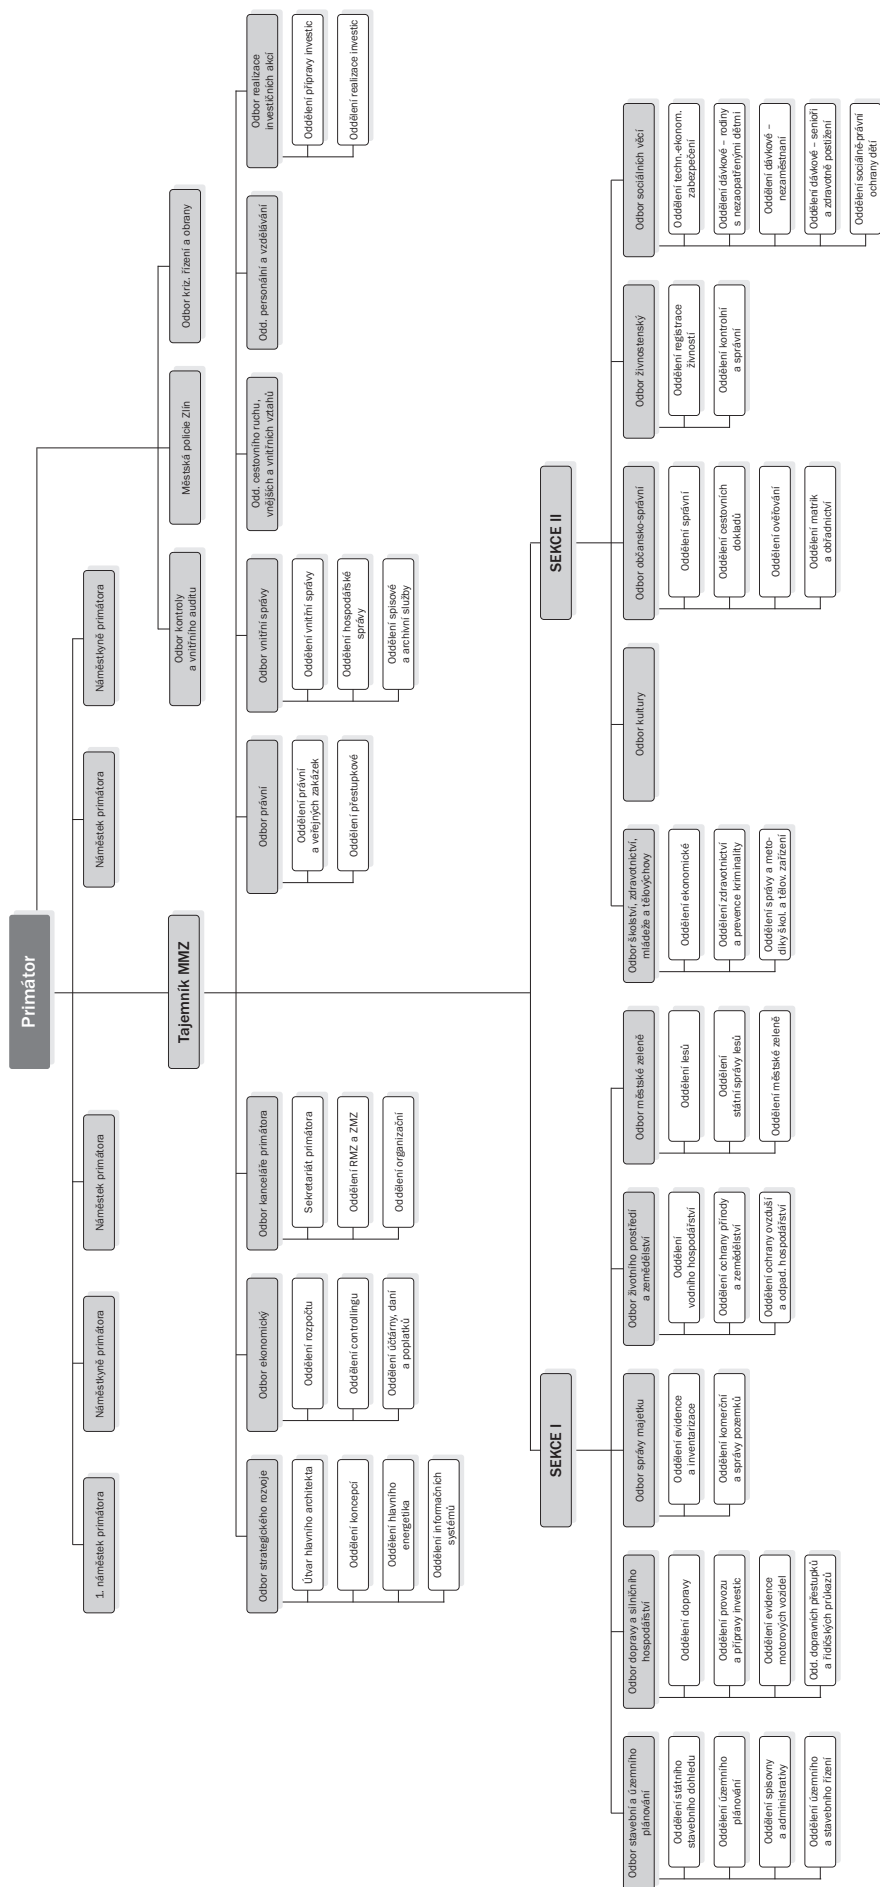 Primátor
1. náměstek primátora
Náměstkyně primátora
Náměstek primátora
Náměstek primátora
Náměstkyně primátora
Tajemník MMZ
Odbor kontroly
a vnitřního auditu
Městská policie Zlín
Odbor kriz. řízení a obrany
Odbor strategického rozvoje
Útvar hlavního architekta
Oddělení koncepcí
Oddělení hlavního
energetika
Oddělení informačních
systémů
Odbor ekonomický
Oddělení rozpočtu
Oddělení controllingu
Oddělení účtárny, daní
a poplatků
Odbor kanceláře primátora
Sekretariát primátora
Oddělení RMZ a ZMZ
Oddělení organizační
Odbor právní
Oddělení právní
a veřejných zakázek
Oddělení přestupkové
Odbor vnitřní správy
Oddělení vnitřní správy
Oddělení hospodářské
správy
Oddělení spisové
a archivní služby
Odd. cestovního ruchu,
vnějších a vnitřních vztahů
Odd. personální a vzdělávání
Odbor realizace
investičních akcí
Oddělení přípravy investic
Oddělení realizace investic
SEKCE I
Odbor stavební a územního
plánování
Oddělení státního
stavebního dohledu
Oddělení územního
plánování
Oddělení spisovny
a administrativy
Oddělení územního
a stavebního řízení
Odbor dopravy a silničního
hospodářství
Oddělení dopravy
Oddělení provozu
a přípravy investic
Oddělení evidence
motorových vozidel
Odd. dopravních přestupků
a řidičských průkazů
Odbor správy majetku
Oddělení evidence
a inventarizace
Oddělení komerční
a správy pozemků
Odbor životního prostředí
a zemědělství
Oddělení
vodního hospodářství
Oddělení ochrany přírody
a zemědělství
Oddělení ochrany ovzduší
a odpad. hospodářství
Odbor městské zeleně
Oddělení lesů
Oddělení
státní správy lesů
Oddělení městské zeleně
SEKCE II
Odbor školství, zdravotnictví,
mládeže a tělovýchovy
Oddělení ekonomické
Oddělení zdravotnictví
a prevence kriminality
Oddělení správy a meto-
diky škol. a tělov. zařízení
Odbor kultury
Odbor občansko-správní
Oddělení správní
Oddělení cestovních
dokladů
Oddělení ověřování
Oddělení matrik
a obřadnictví
Odbor živnostenský
Oddělení registrace
živností
Oddělení kontrolní
a správní
Odbor sociálních věcí
Oddělení techn.-ekonom.
zabezpečení
Oddělení dávkové – rodiny
s nezaopatřenými dětmi
Oddělení dávkové –
nezaměstnaní
Oddělení dávkové – senioři
a zdravotně postižení
Oddělení sociálně-právní
ochrany dětí